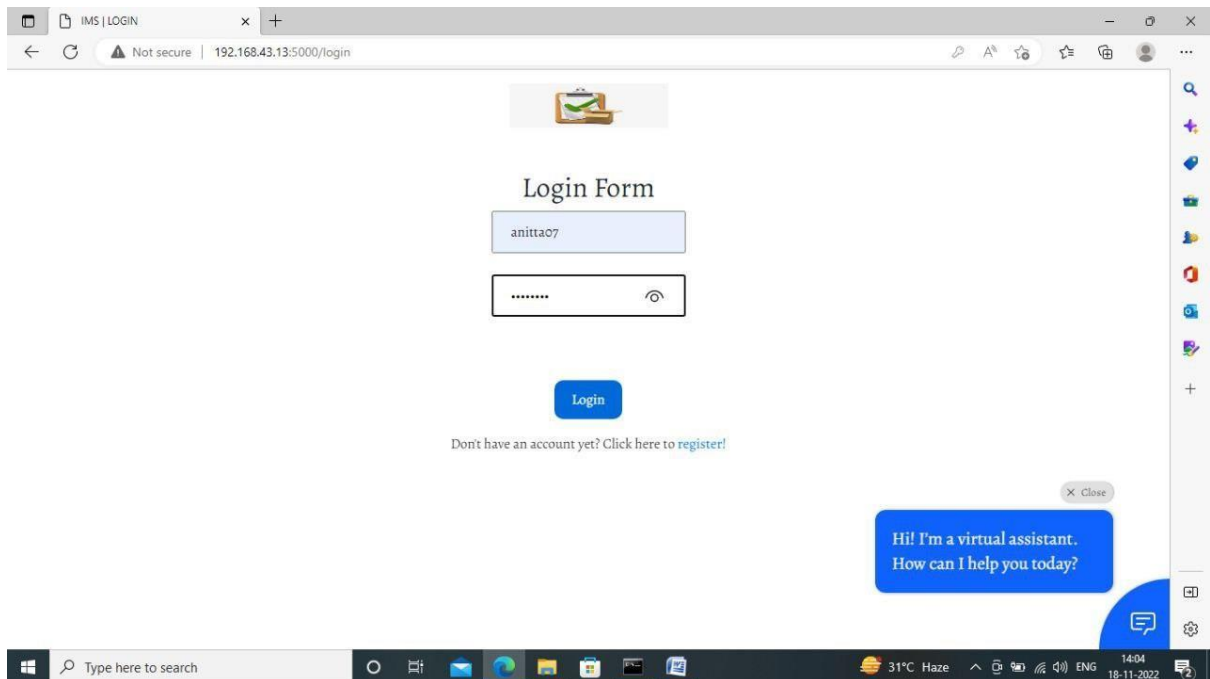 IMS | LOGIN
Not secure | 192.168.43.13:5000/login
Login Form
anitta07
••••••••
Login
Don't have an account yet? Click here to register!
× Close
Hi! I'm a virtual assistant.
How can I help you today?
Type here to search
31°C Haze
ENG
14:04
18-11-2022
2